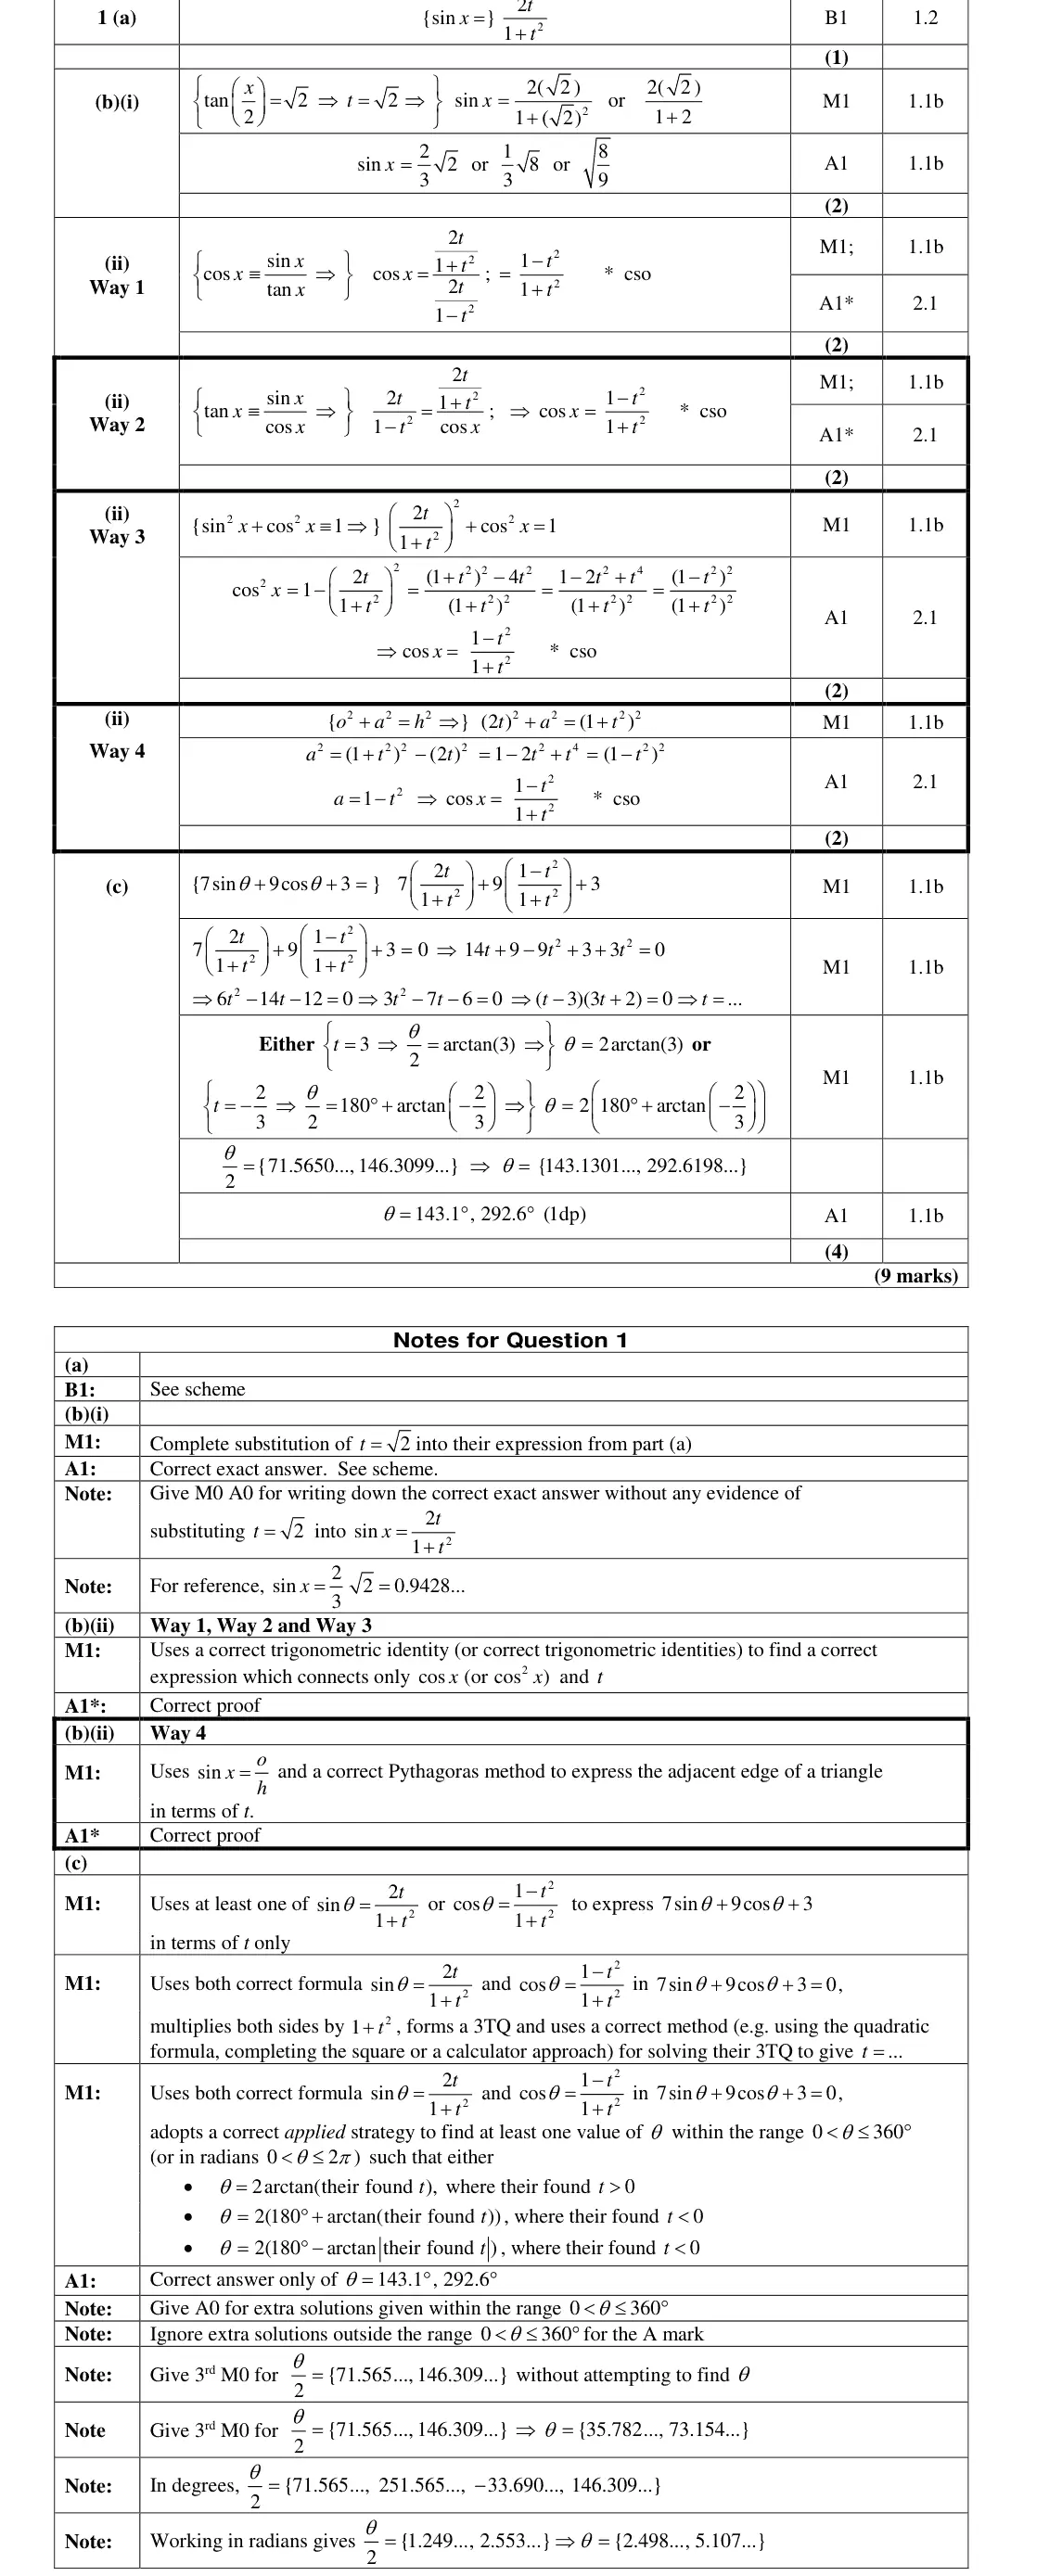 1 (a) {sin x =} 2t/(1+t²) B1 1.2
(1)
(b)(i) {tan(x/2) = √2 ⇒ t = √2 ⇒} sin x = 2(√2)/(1+(√2)²) or 2(√2)/(1+2) M1 1.1b
sin x = 2/3 √2 or 1/3 √8 or √(8/9) A1 1.1b
(2)
(ii) Way 1 {cos x ≡ sin x/tan x ⇒} cos x = (2t/(1+t²))/(2t/(1−t²)) ; = (1−t²)/(1+t²) * cso M1; 1.1b
A1* 2.1
(2)
(ii) Way 2 {tan x ≡ sin x/cos x ⇒} 2t/(1−t²) = (2t/(1+t²))/cos x ; ⇒ cos x = (1−t²)/(1+t²) * cso M1; 1.1b
A1* 2.1
(2)
(ii) Way 3 {sin² x + cos² x ≡ 1 ⇒} (2t/(1+t²))² + cos² x = 1 M1 1.1b
cos² x = 1 − (2t/(1+t²))² = ((1+t²)² − 4t²)/(1+t²)² = (1 − 2t² + t⁴)/(1+t²)² = (1−t²)²/(1+t²)²
⇒ cos x = (1−t²)/(1+t²) * cso A1 2.1
(2)
(ii) {o² + a² = h² ⇒} (2t)² + a² = (1+t²)² M1 1.1b
Way 4 a² = (1+t²)² − (2t)² = 1 − 2t² + t⁴ = (1−t²)²
a = 1−t² ⇒ cos x = (1−t²)/(1+t²) * cso A1 2.1
(2)
(c) {7sin θ + 9cos θ + 3 = } 7(2t/(1+t²)) + 9((1−t²)/(1+t²)) + 3 M1 1.1b
7(2t/(1+t²)) + 9((1−t²)/(1+t²)) + 3 = 0 ⇒ 14t + 9 − 9t² + 3 + 3t² = 0
⇒ 6t² − 14t − 12 = 0 ⇒ 3t² − 7t − 6 = 0 ⇒ (t − 3)(3t + 2) = 0 ⇒ t = ... M1 1.1b
Either {t = 3 ⇒ θ/2 = arctan(3) ⇒} θ = 2arctan(3) or
{t = −2/3 ⇒ θ/2 = 180° + arctan(−2/3) ⇒} θ = 2(180° + arctan(−2/3)) M1 1.1b
θ/2 = {71.5650..., 146.3099...} ⇒ θ = {143.1301..., 292.6198...}
θ = 143.1°, 292.6° (1dp) A1 1.1b
(4)
(9 marks)
Notes for Question 1
(a)
B1: See scheme
(b)(i)
M1: Complete substitution of t = √2 into their expression from part (a)
A1: Correct exact answer. See scheme.
Note: Give M0 A0 for writing down the correct exact answer without any evidence of
substituting t = √2 into sin x = 2t/(1+t²)
Note: For reference, sin x = 2/3 √2 = 0.9428...
(b)(ii) Way 1, Way 2 and Way 3
M1: Uses a correct trigonometric identity (or correct trigonometric identities) to find a correct
expression which connects only cos x (or cos² x) and t
A1*: Correct proof
(b)(ii) Way 4
M1: Uses sin x = o/h and a correct Pythagoras method to express the adjacent edge of a triangle
in terms of t.
A1* Correct proof
(c)
M1: Uses at least one of sin θ = 2t/(1+t²) or cos θ = (1−t²)/(1+t²) to express 7sin θ + 9cos θ + 3
in terms of t only
M1: Uses both correct formula sin θ = 2t/(1+t²) and cos θ = (1−t²)/(1+t²) in 7sin θ + 9cos θ + 3 = 0,
multiplies both sides by 1+t², forms a 3TQ and uses a correct method (e.g. using the quadratic
formula, completing the square or a calculator approach) for solving their 3TQ to give t = ...
M1: Uses both correct formula sin θ = 2t/(1+t²) and cos θ = (1−t²)/(1+t²) in 7sin θ + 9cos θ + 3 = 0,
adopts a correct applied strategy to find at least one value of θ within the range 0 < θ ≤ 360°
(or in radians 0 < θ ≤ 2π) such that either
• θ = 2arctan(their found t), where their found t > 0
• θ = 2(180° + arctan(their found t)), where their found t < 0
• θ = 2(180° − arctan|their found t|), where their found t < 0
A1: Correct answer only of θ = 143.1°, 292.6°
Note: Give A0 for extra solutions given within the range 0 < θ ≤ 360°
Note: Ignore extra solutions outside the range 0 < θ ≤ 360° for the A mark
Note: Give 3rd M0 for θ/2 = {71.565..., 146.309...} without attempting to find θ
Note Give 3rd M0 for θ/2 = {71.565..., 146.309...} ⇒ θ = {35.782..., 73.154...}
Note: In degrees, θ/2 = {71.565..., 251.565..., −33.690..., 146.309...}
Note: Working in radians gives θ/2 = {1.249..., 2.553...} ⇒ θ = {2.498..., 5.107...}